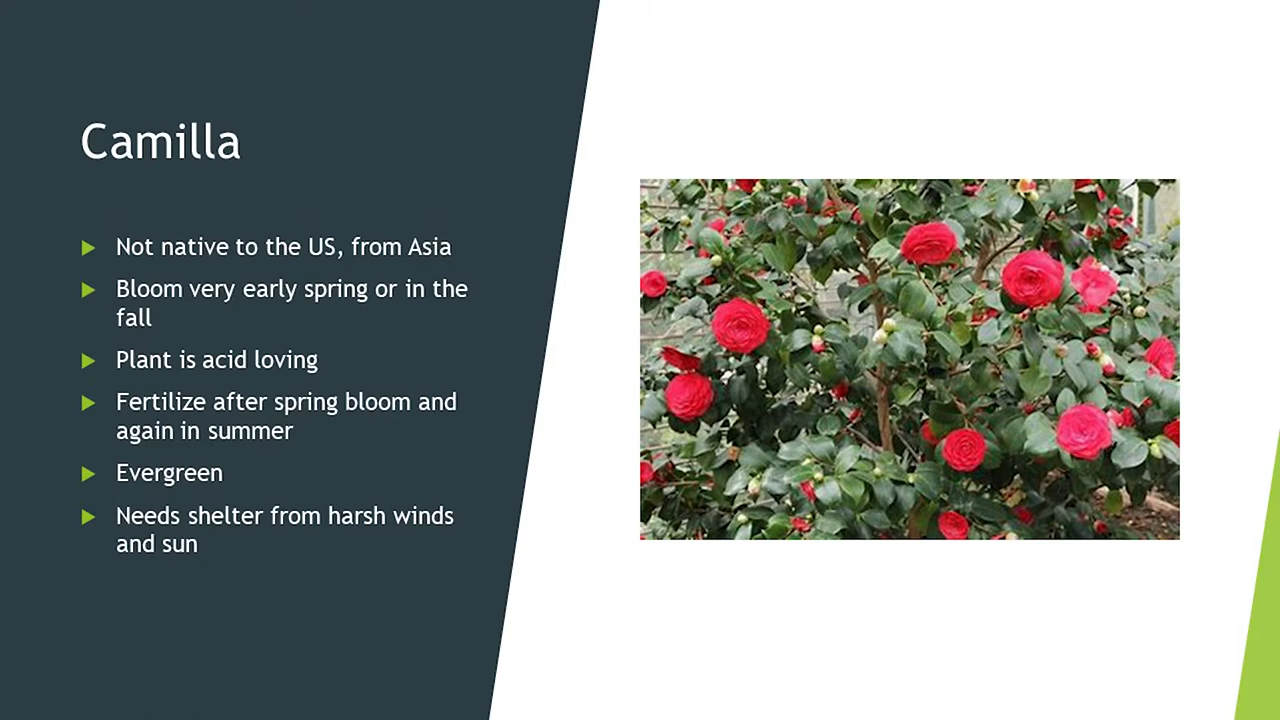 Camilla
Not native to the US, from Asia
Bloom very early spring or in the
fall
Plant is acid loving
Fertilize after spring bloom and
again in summer
Evergreen
Needs shelter from harsh winds
and sun